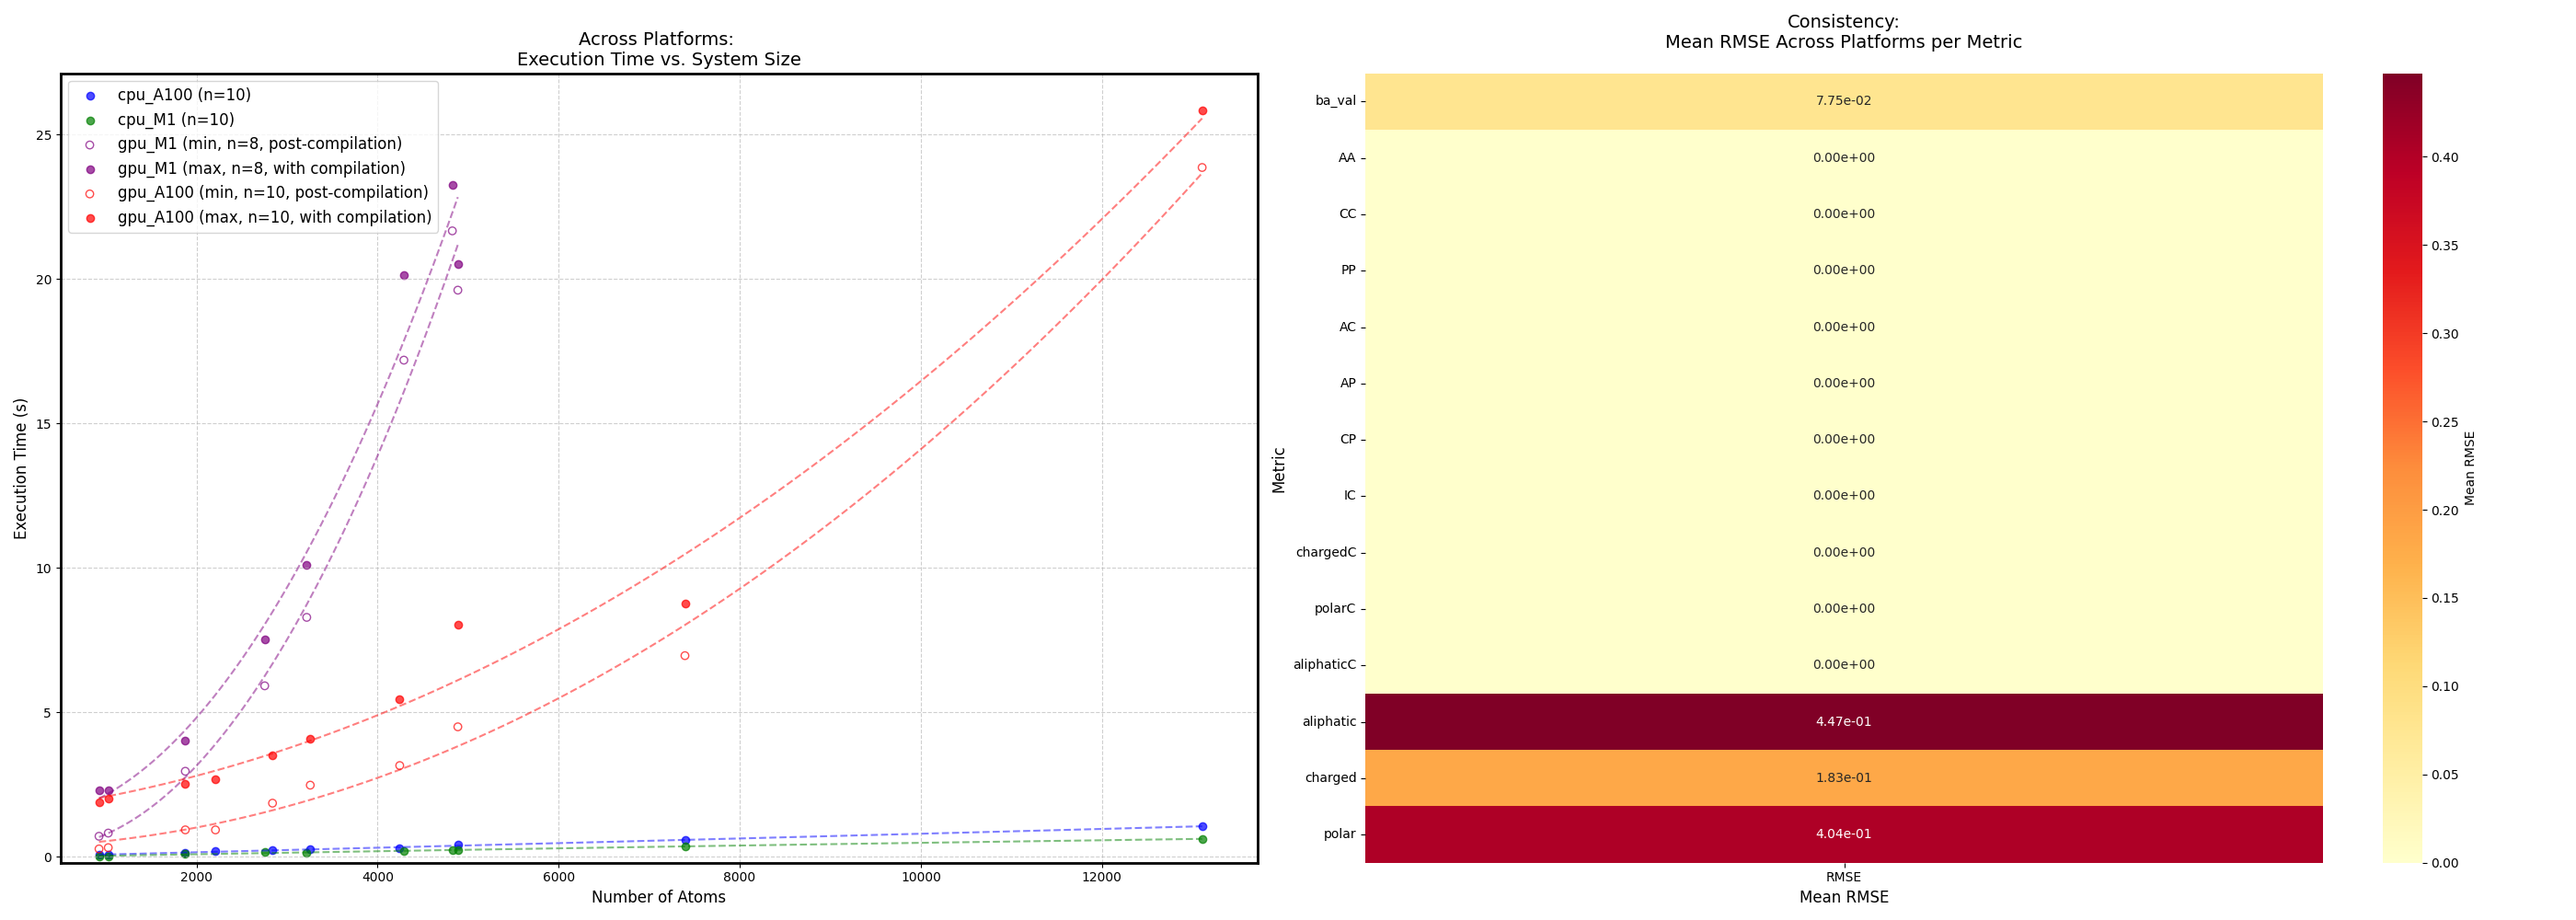 Across Platforms:
Execution Time vs. System Size
cpu_A100 (n=10)
cpu_M1 (n=10)
gpu_M1 (min, n=8, post-compilation)
gpu_M1 (max, n=8, with compilation)
gpu_A100 (min, n=10, post-compilation)
gpu_A100 (max, n=10, with compilation)
Execution Time (s)
25
20
15
10
5
0
2000
4000
6000
8000
10000
12000
Number of Atoms
Consistency:
Mean RMSE Across Platforms per Metric
Metric
ba_val 7.75e-02
AA 0.00e+00
CC 0.00e+00
PP 0.00e+00
AC 0.00e+00
AP 0.00e+00
CP 0.00e+00
IC 0.00e+00
chargedC 0.00e+00
polarC 0.00e+00
aliphaticC 0.00e+00
aliphatic 4.47e-01
charged 1.83e-01
polar 4.04e-01
RMSE
Mean RMSE
0.40
0.35
0.30
0.25
0.20
0.15
0.10
0.05
0.00
Mean RMSE